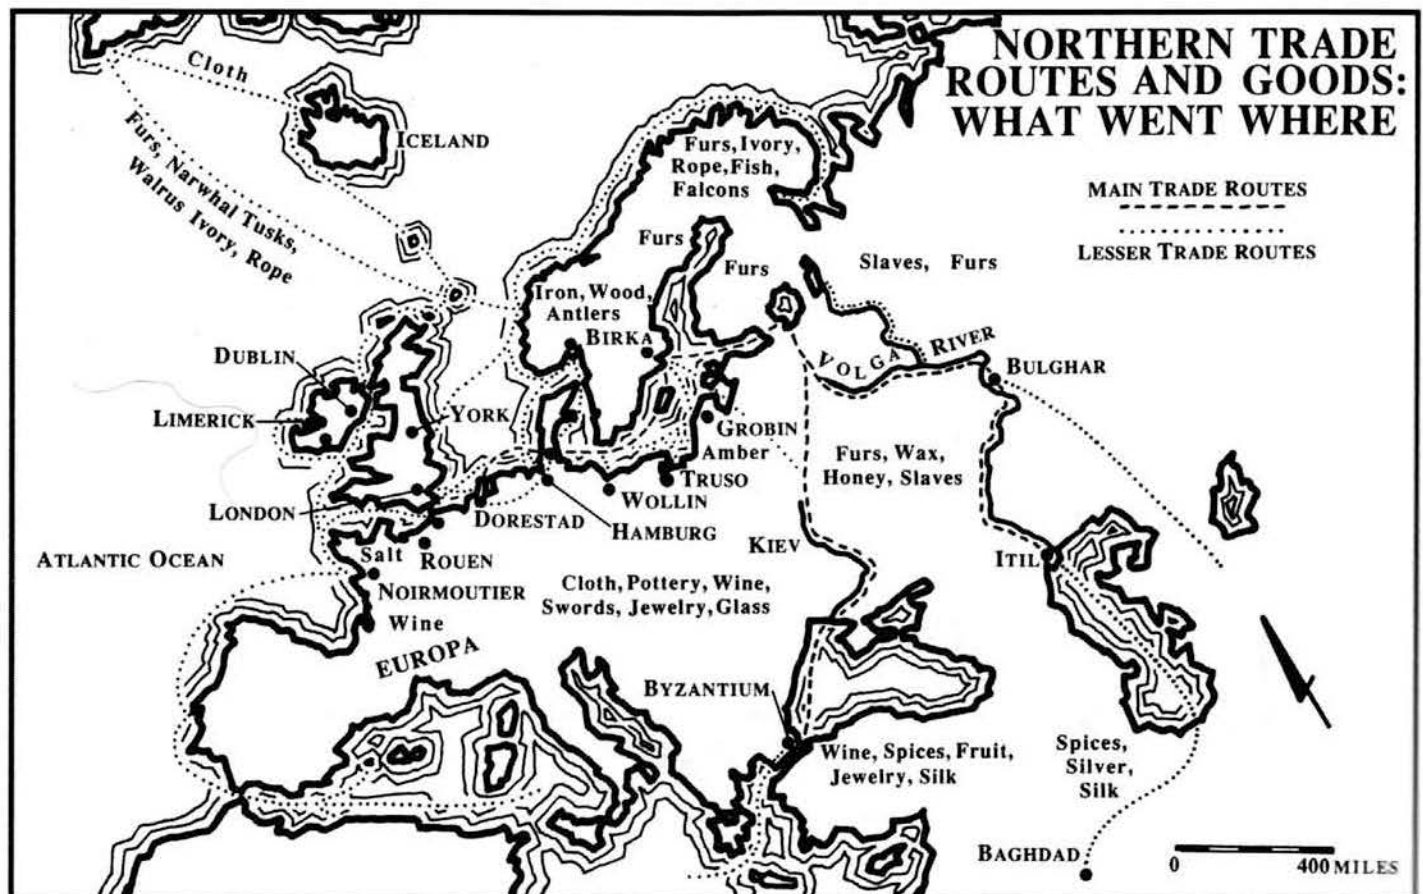 NORTHERN TRADE
ROUTES AND GOODS:
WHAT WENT WHERE
MAIN TRADE ROUTES
LESSER TRADE ROUTES
Cloth
ICELAND
Furs, Narwhal Tusks,
Walrus Ivory, Rope
Furs, Ivory,
Rope, Fish,
Falcons
Furs
Furs
Slaves, Furs
Iron, Wood,
Antlers
BIRKA
VOLGA RIVER
BULGHAR
DUBLIN
LIMERICK
YORK
GROBIN
Amber
Furs, Wax,
Honey, Slaves
TRUSO
WOLLIN
LONDON
DORESTAD
HAMBURG
KIEV
ITIL
ATLANTIC OCEAN
Salt
ROUEN
NOIRMOUTIER
Cloth, Pottery, Wine,
Swords, Jewelry, Glass
Wine
EUROPA
BYZANTIUM
Wine, Spices, Fruit,
Jewelry, Silk
Spices,
Silver,
Silk
BAGHDAD
0 400 MILES